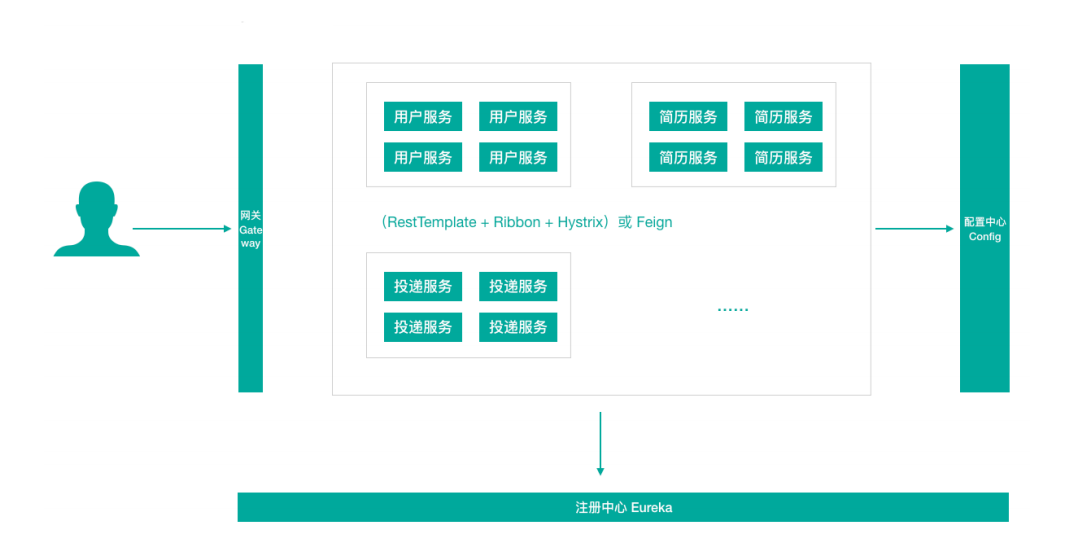 用户服务 用户服务
用户服务 用户服务
简历服务 简历服务
简历服务 简历服务
网关
Gate
way
(RestTemplate + Ribbon + Hystrix）或 Feign
配置中心
Config
投递服务 投递服务
投递服务 投递服务
......
注册中心 Eureka